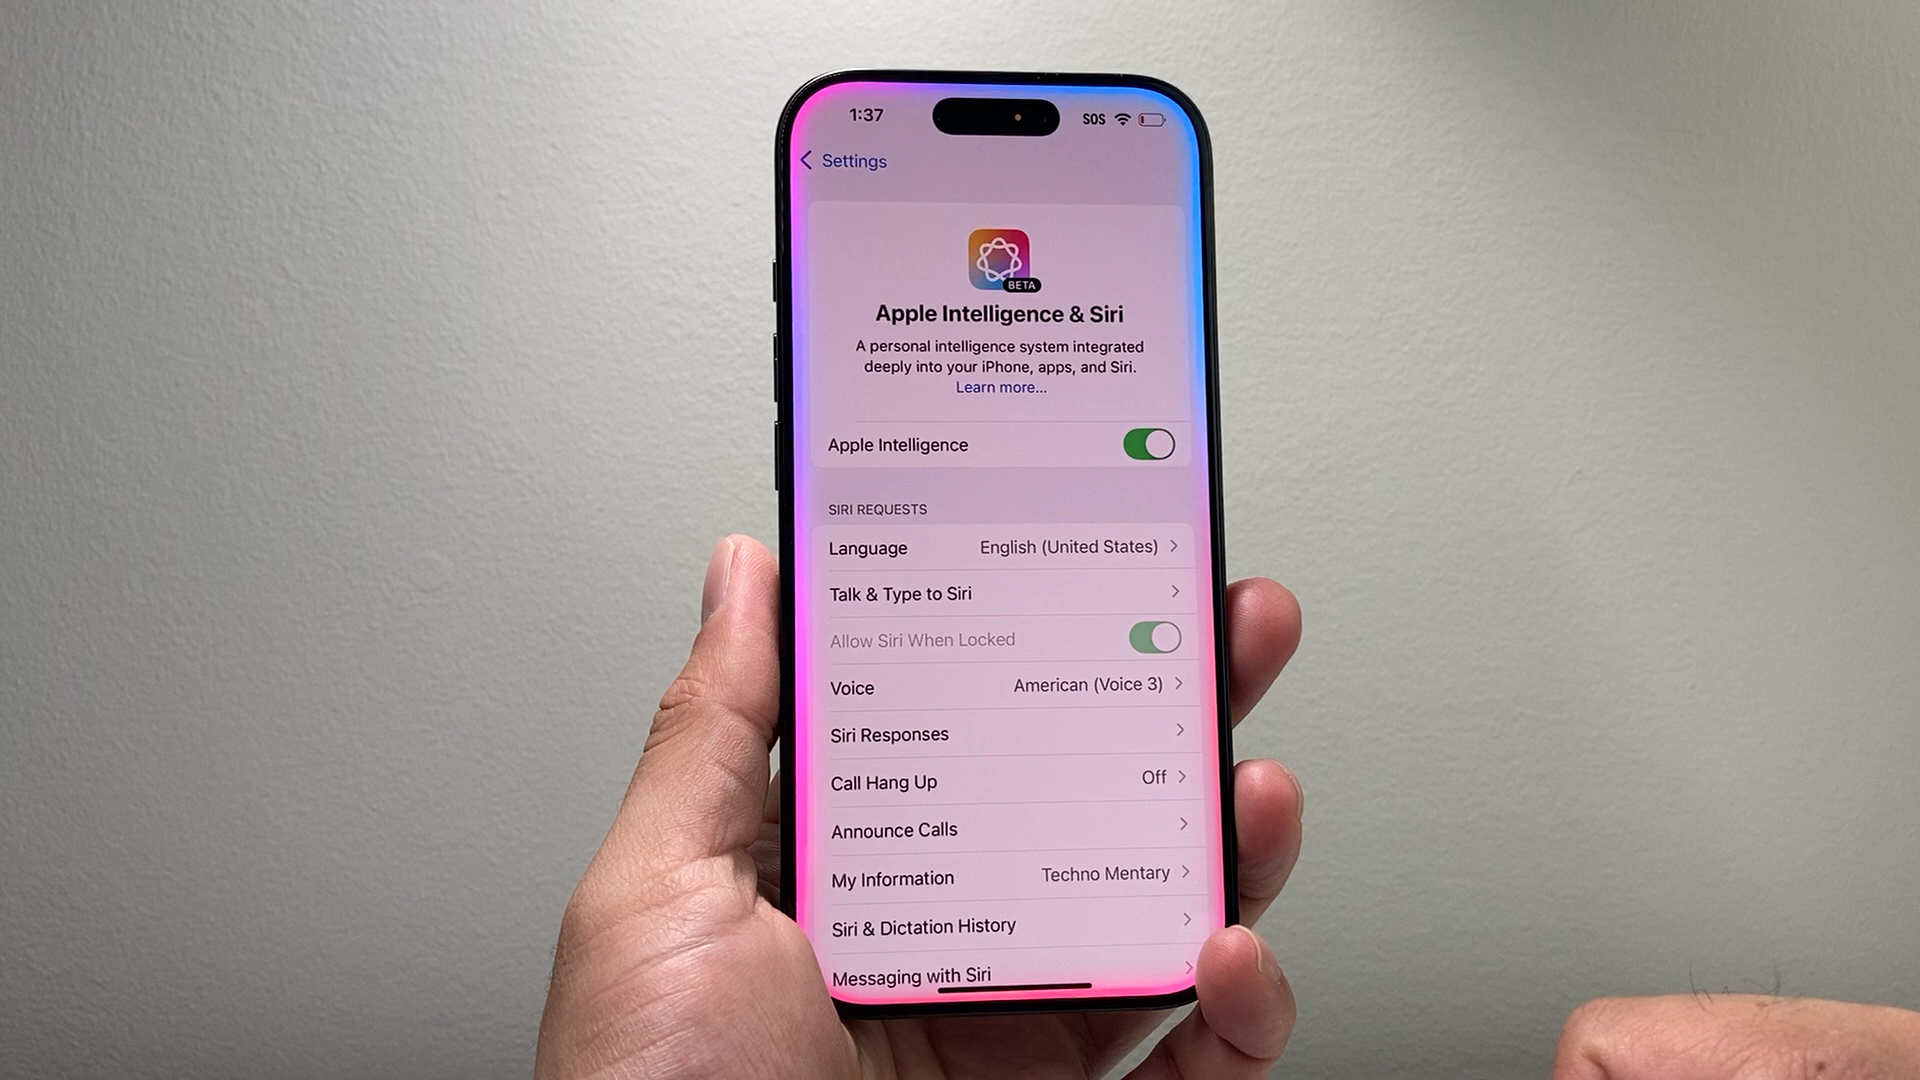 1:37
SOS
Settings
BETA
Apple Intelligence & Siri
A personal intelligence system integrated
deeply into your iPhone, apps, and Siri.
Learn more...
Apple Intelligence
SIRI REQUESTS
Language English (United States)
Talk & Type to Siri
Allow Siri When Locked
Voice American (Voice 3)
Siri Responses
Call Hang Up Off
Announce Calls
My Information Techno Mentary
Siri & Dictation History
Messaging with Siri